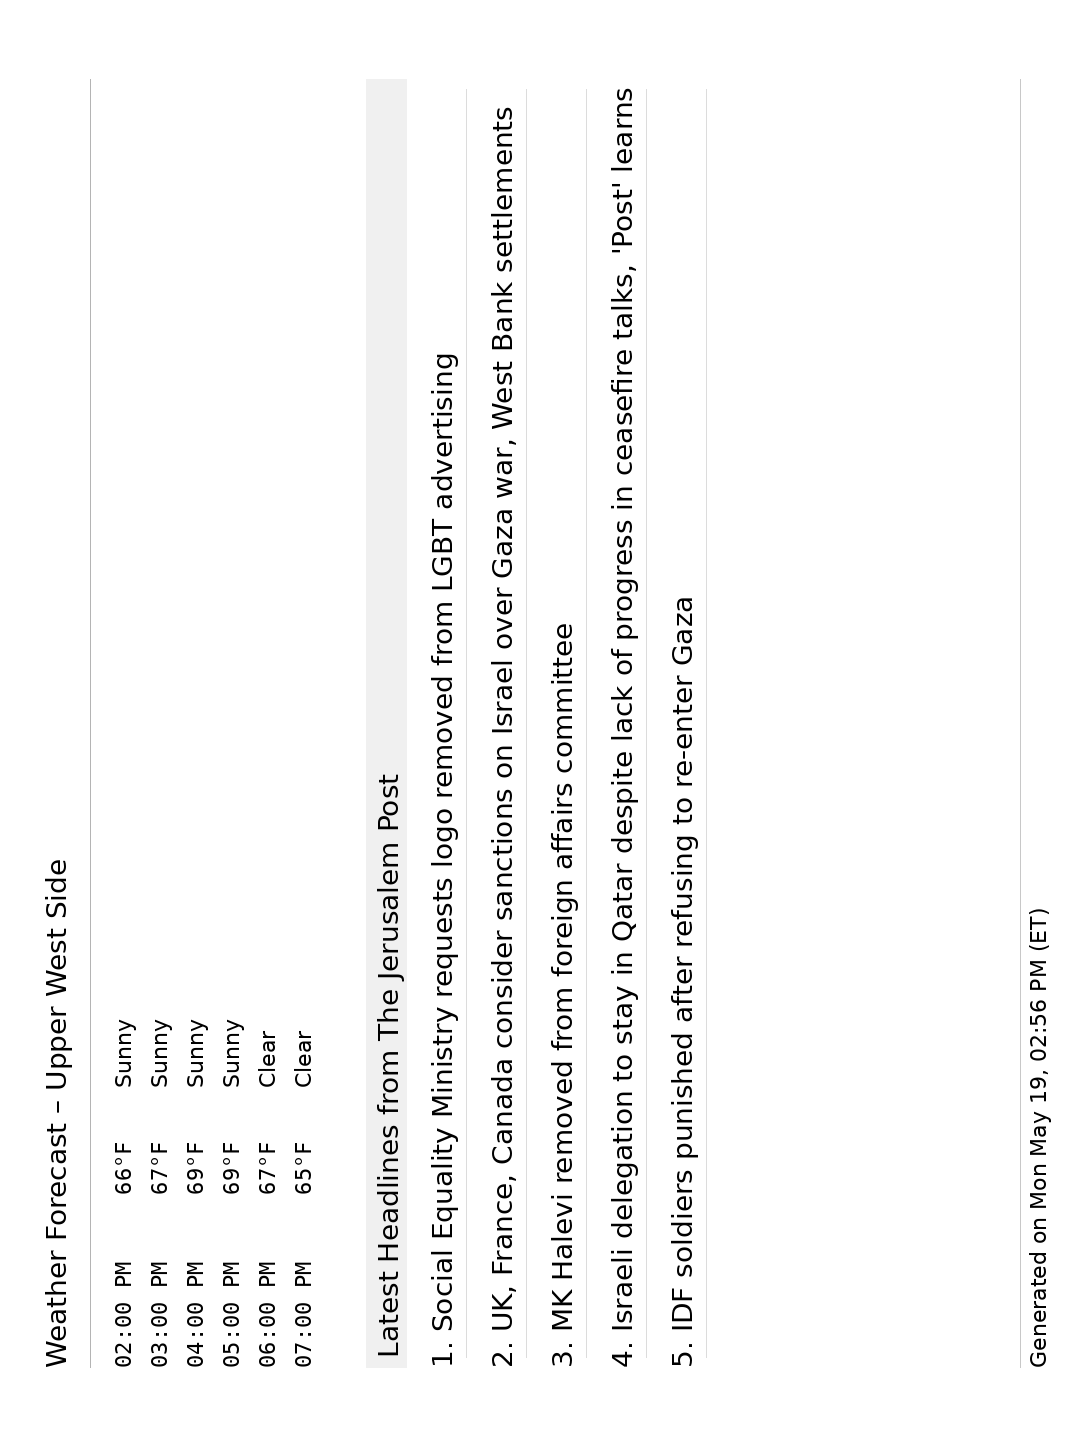 Weather Forecast – Upper West Side
02:00 PM 66°F Sunny
03:00 PM 67°F Sunny
04:00 PM 69°F Sunny
05:00 PM 69°F Sunny
06:00 PM 67°F Clear
07:00 PM 65°F Clear
Latest Headlines from The Jerusalem Post
1. Social Equality Ministry requests logo removed from LGBT advertising
2. UK, France, Canada consider sanctions on Israel over Gaza war, West Bank settlements
3. MK Halevi removed from foreign affairs committee
4. Israeli delegation to stay in Qatar despite lack of progress in ceasefire talks, 'Post' learns
5. IDF soldiers punished after refusing to re-enter Gaza
Generated on Mon May 19, 02:56 PM (ET)